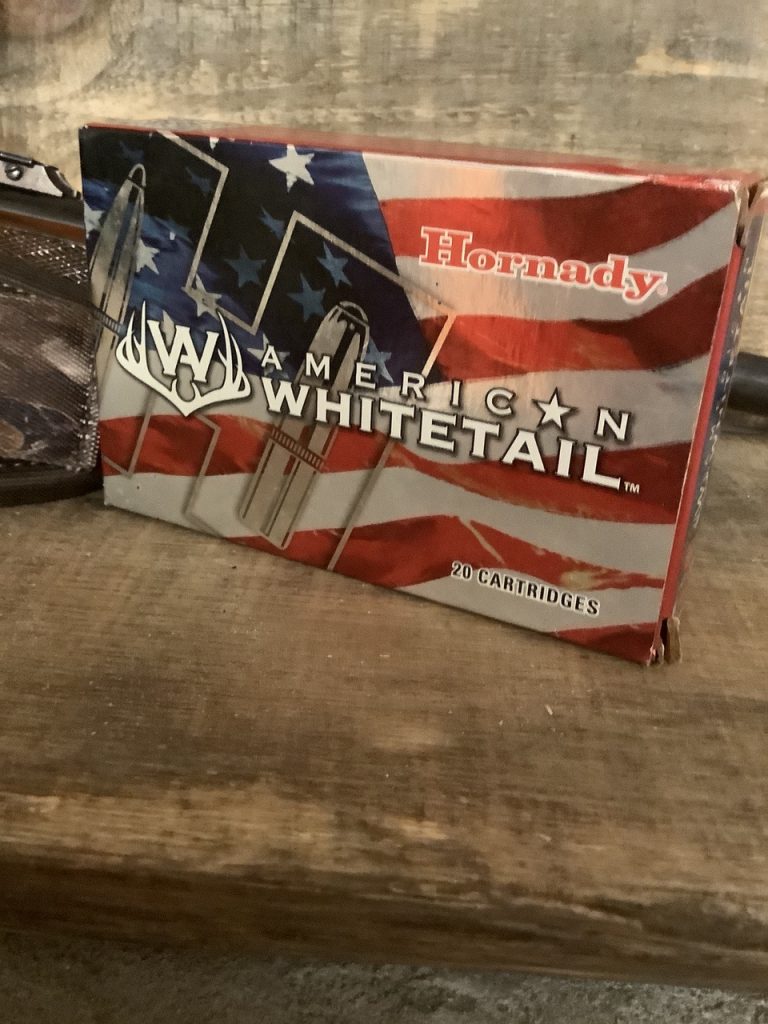 Hornady
WA
AMERICAN
WHITETAIL™
20 CARTRIDGES